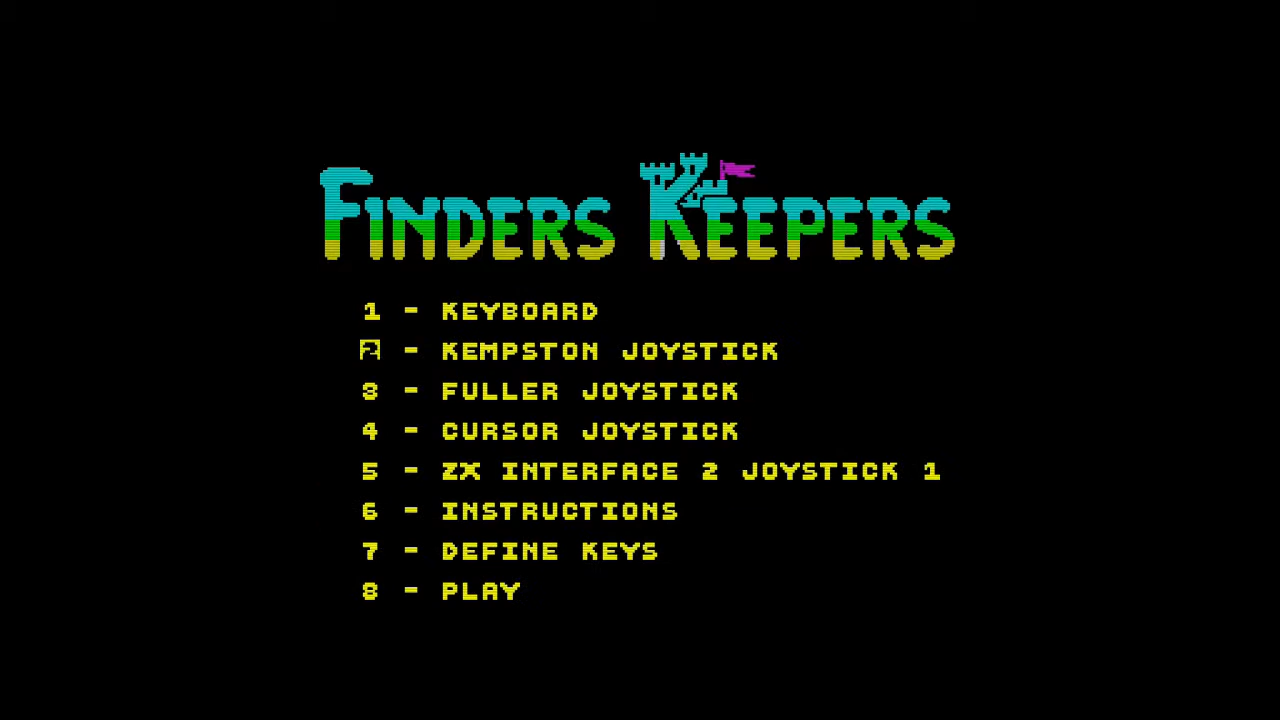 FINDERS KEEPERS
1 - KEYBOARD
2 - KEMPSTON JOYSTICK
3 - FULLER JOYSTICK
4 - CURSOR JOYSTICK
5 - ZX INTERFACE 2 JOYSTICK 1
6 - INSTRUCTIONS
7 - DEFINE KEYS
8 - PLAY